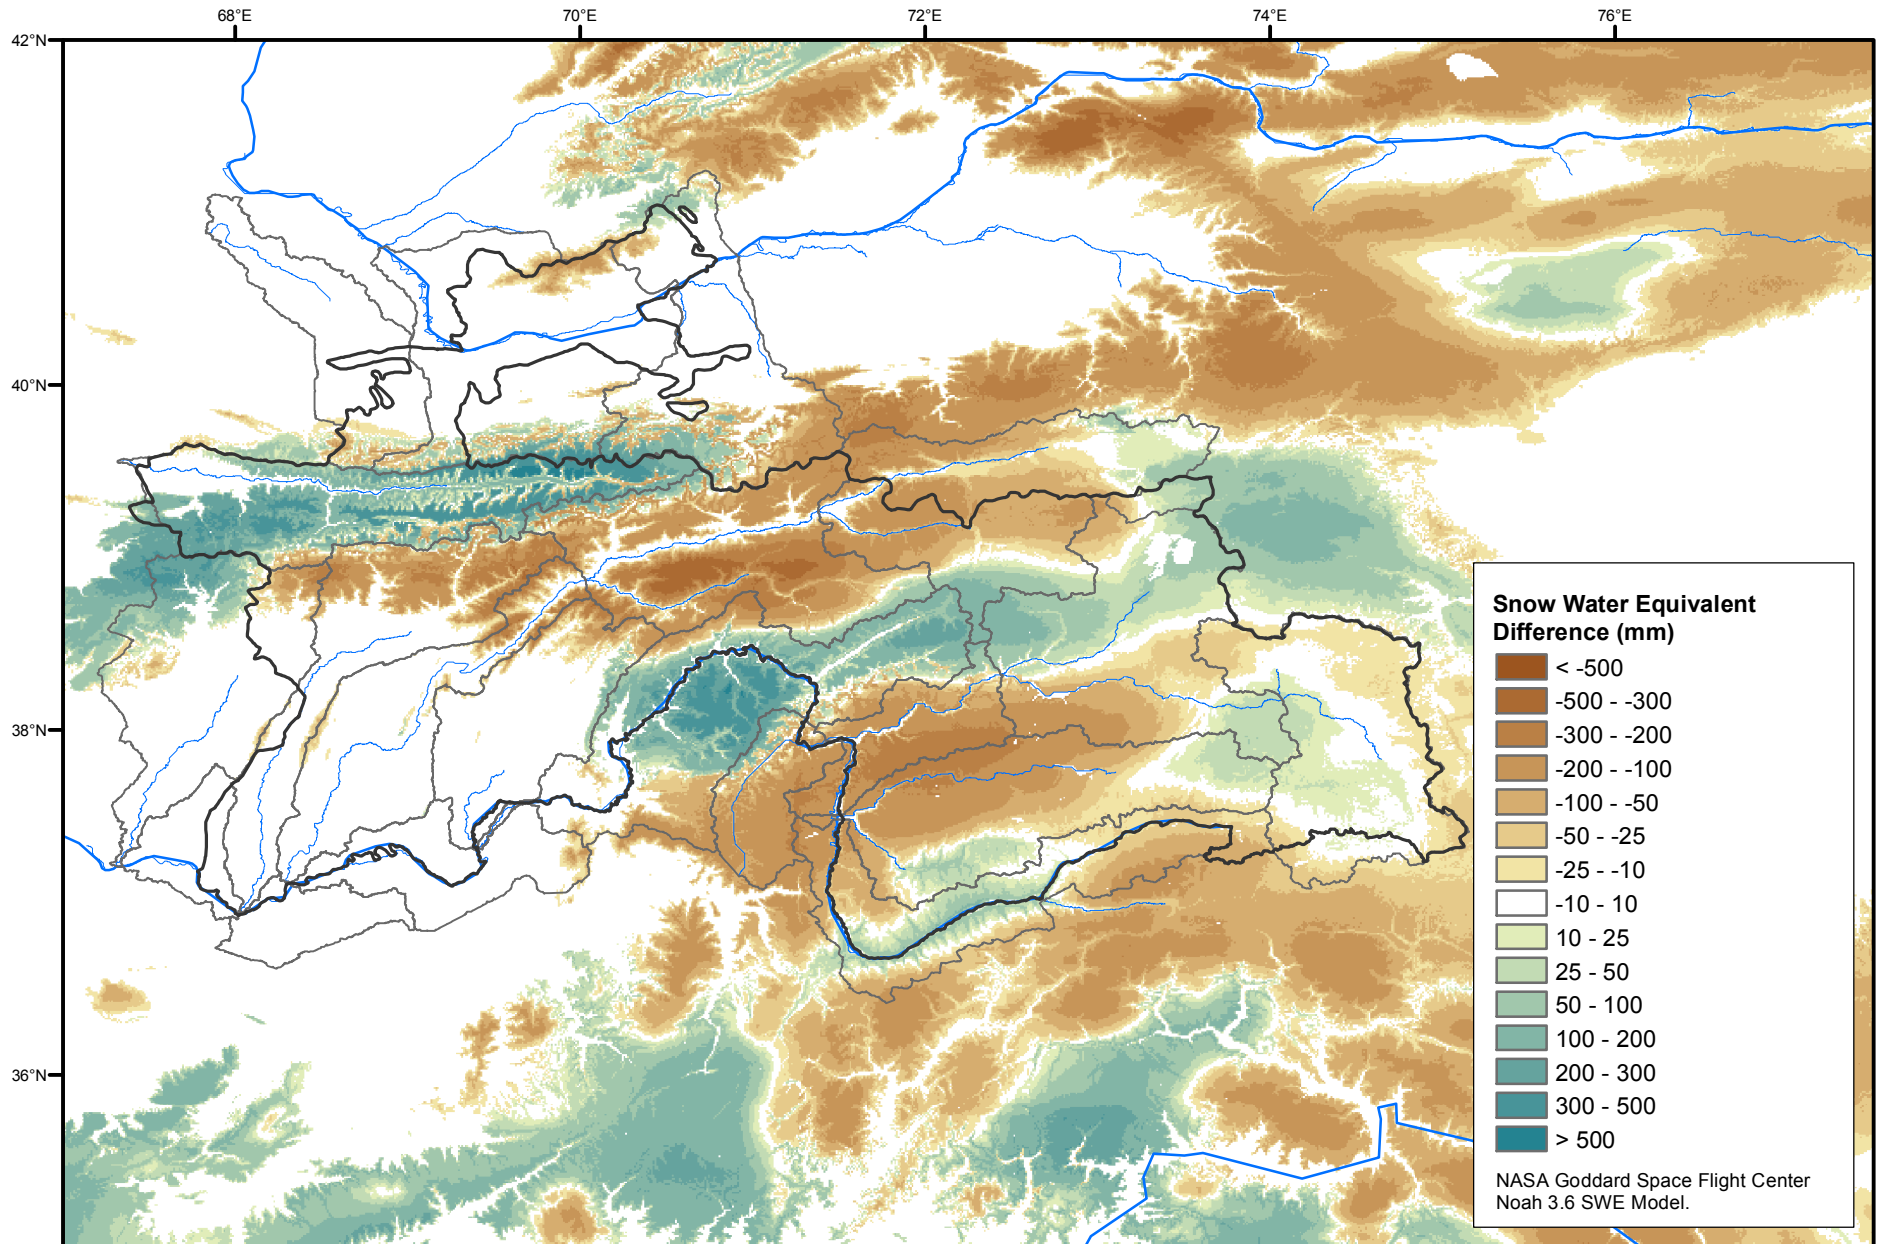 68°E
70°E
72°E
74°E
76°E
42°N
40°N
38°N
36°N
Snow Water Equivalent
Difference (mm)
< -500
-500 - -300
-300 - -200
-200 - -100
-100 - -50
-50 - -25
-25 - -10
-10 - 10
10 - 25
25 - 50
50 - 100
100 - 200
200 - 300
300 - 500
> 500
NASA Goddard Space Flight Center
Noah 3.6 SWE Model.